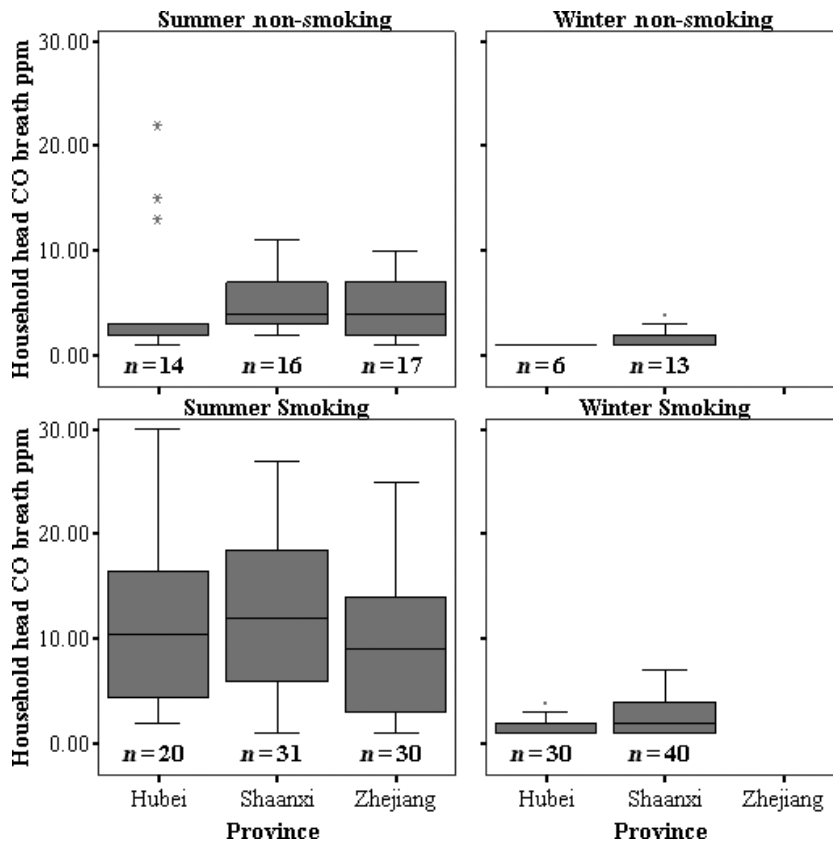 Summer non-smoking
Winter non-smoking
Household head CO breath ppm
30.00
20.00
10.00
0.00
n=14
n=16
n=17
n=6
n=13
Summer Smoking
Winter Smoking
Household head CO breath ppm
30.00
20.00
10.00
0.00
n=20
n=31
n=30
n=30
n=40
Hubei
Shaanxi
Zhejiang
Hubei
Shaanxi
Zhejiang
Province
Province